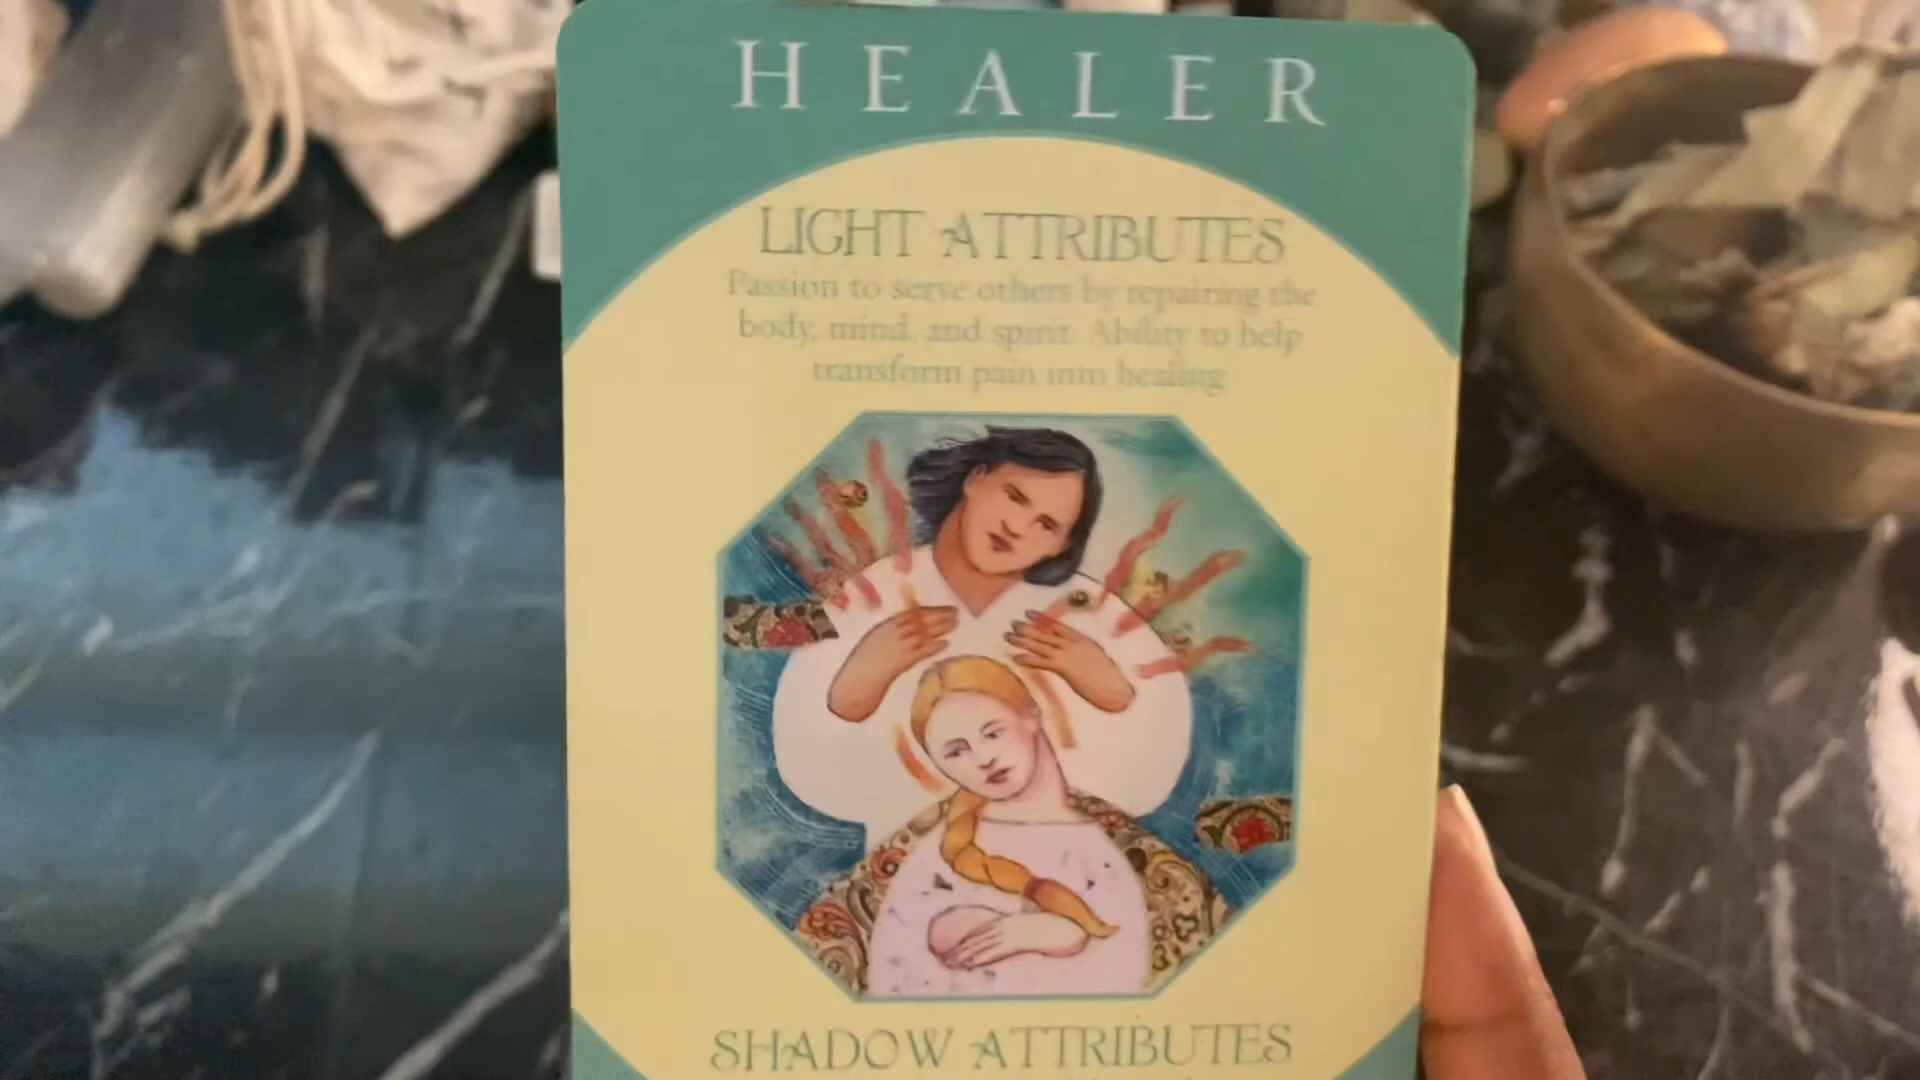 HEALER
LIGHT ATTRIBUTES
Passion to serve others by repairing the
body, mind, and spirit. Ability to help
transform pain into healing
SHADOW ATTRIBUTES